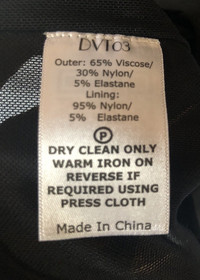 DVT03
Outer: 65% Viscose/
30% Nylon/
5% Elastane
Lining:
95% Nylon/
5% Elastane
P
DRY CLEAN ONLY
WARM IRON ON
REVERSE IF
REQUIRED USING
PRESS CLOTH
Made In China